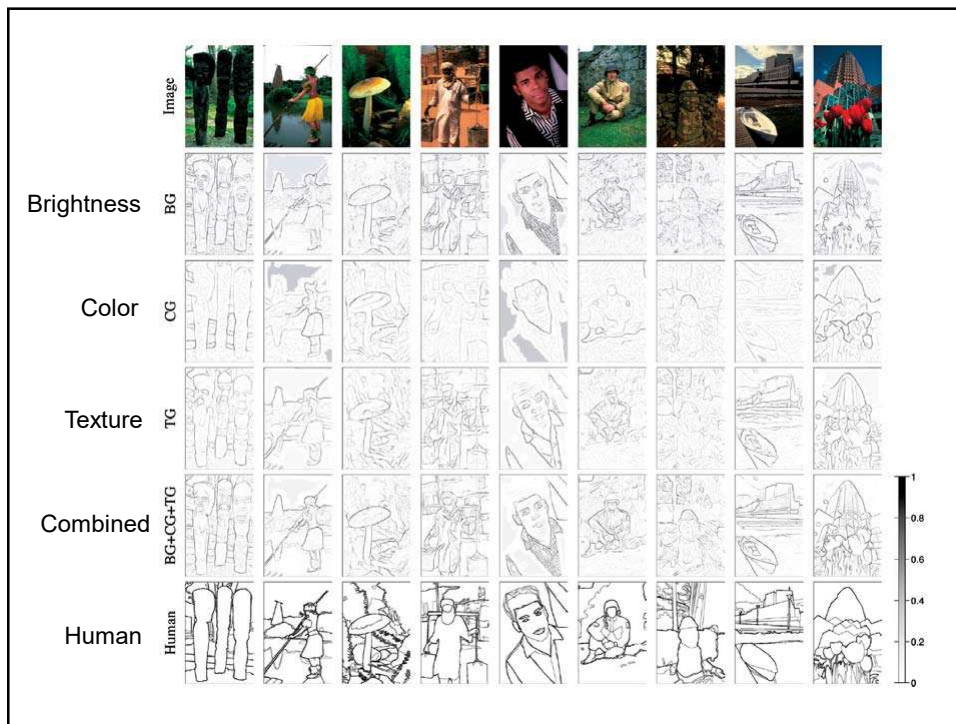 Image
Brightness
BG
Color
CG
Texture
TG
Combined
BG+CG+TG
Human
Human
1
0.8
0.6
0.4
0.2
0